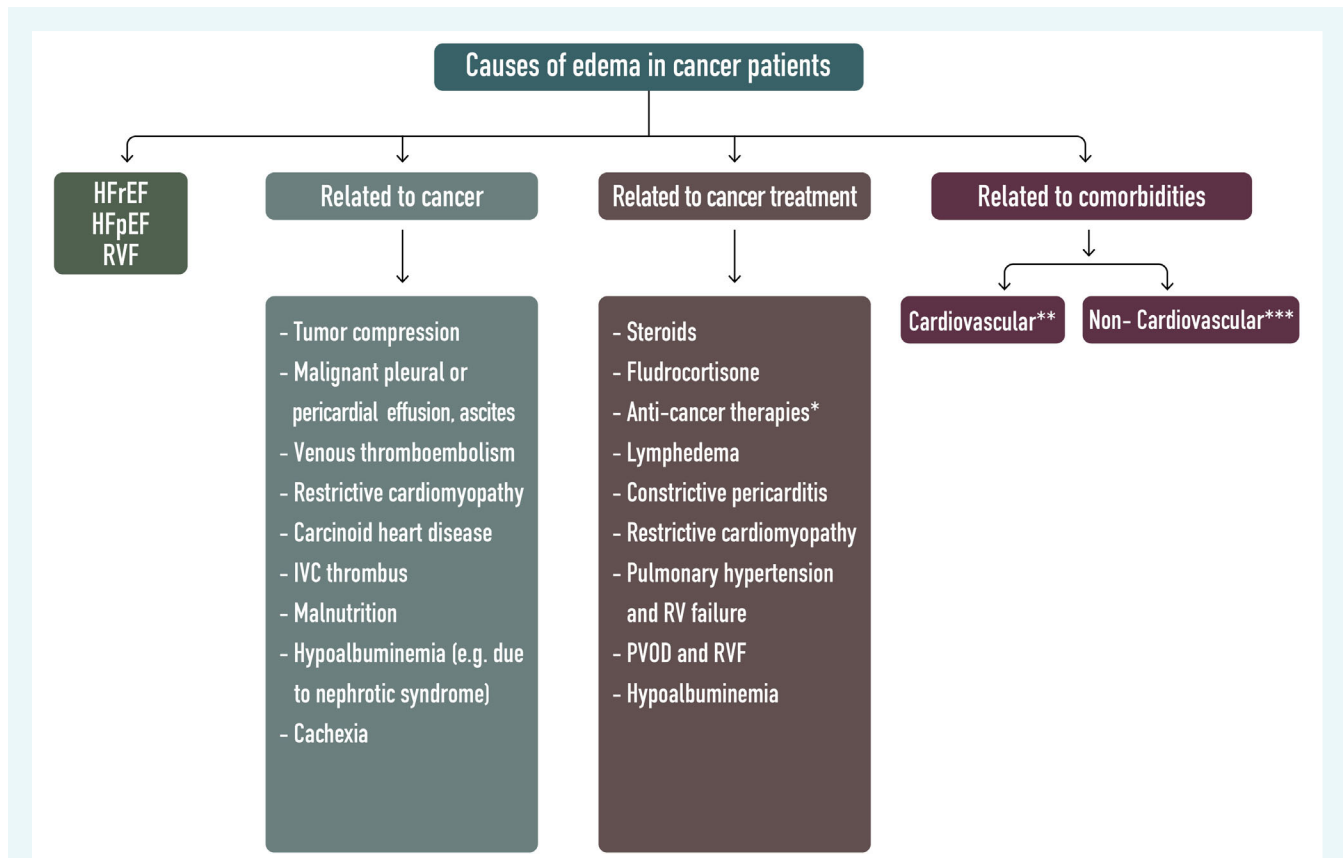 Causes of edema in cancer patients
HFrEF
HFpEF
RVF
Related to cancer
- Tumor compression
- Malignant pleural or
pericardial effusion, ascites
- Venous thromboembolism
- Restrictive cardiomyopathy
- Carcinoid heart disease
- IVC thrombus
- Malnutrition
- Hypoalbuminemia (e.g. due
to nephrotic syndrome)
- Cachexia
Related to cancer treatment
- Steroids
- Fludrocortisone
- Anti-cancer therapies*
- Lymphedema
- Constrictive pericarditis
- Restrictive cardiomyopathy
- Pulmonary hypertension
and RV failure
- PVOD and RVF
- Hypoalbuminemia
Related to comorbidities
Cardiovascular**
Non- Cardiovascular***